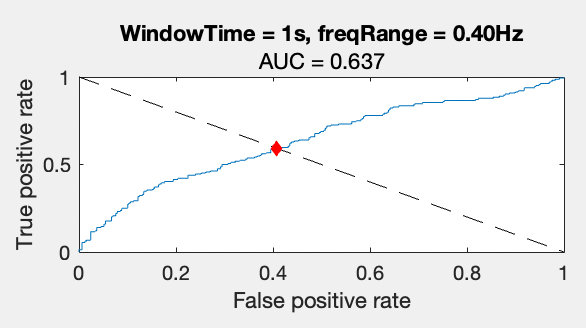 WindowTime = 1s, freqRange = 0.40Hz
AUC = 0.637
1
0.5
0
True positive rate
0 0.2 0.4 0.6 0.8 1
False positive rate